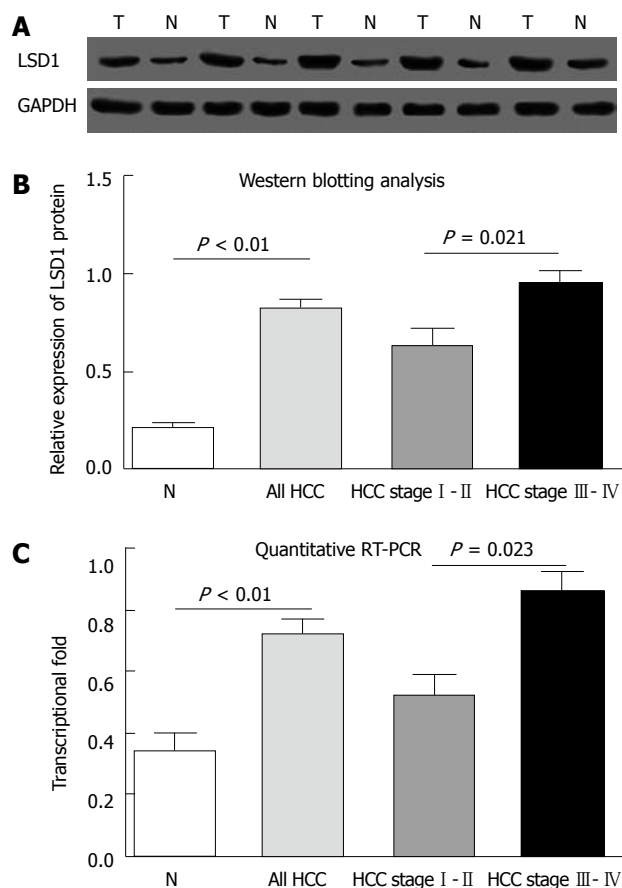 A
T N T N T N T N T N
LSD1
GAPDH
B
Western blotting analysis
Relative expression of LSD1 protein
1.5
1.0
0.5
0.0
P < 0.01
P = 0.021
N All HCC HCC stage Ⅰ-Ⅱ HCC stage Ⅲ-Ⅳ
C
Quantitative RT-PCR
Transcriptional fold
1.0
0.8
0.6
0.4
0.2
0.0
P < 0.01
P = 0.023
N All HCC HCC stage Ⅰ-Ⅱ HCC stage Ⅲ-Ⅳ